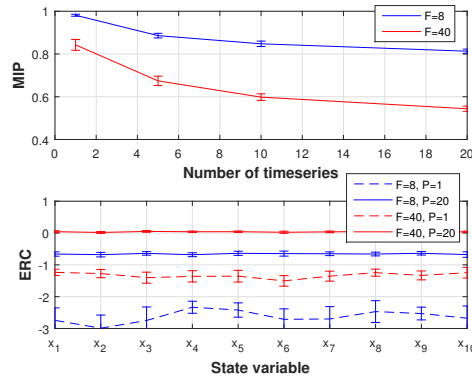 1
0.8
0.6
0.4
MIP
F=8
F=40
0 2 4 6 8 10 12 14 16 18 20
Number of timeseries
1
0
-1
-2
-3
ERC
F=8, P=1
F=8, P=20
F=40, P=1
F=40, P=20
x1 x2 x3 x4 x5 x6 x7 x8 x9 x10
State variable